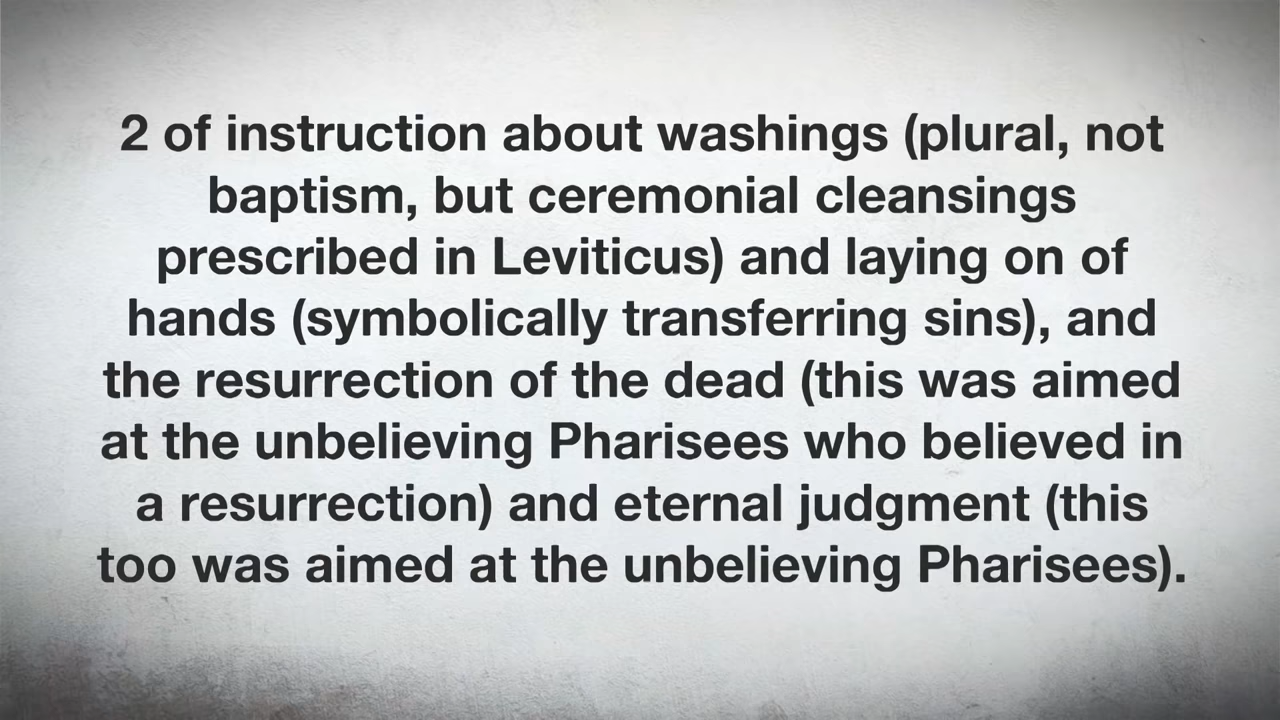 2 of instruction about washings (plural, not
baptism, but ceremonial cleansings
prescribed in Leviticus) and laying on of
hands (symbolically transferring sins), and
the resurrection of the dead (this was aimed
at the unbelieving Pharisees who believed in
a resurrection) and eternal judgment (this
too was aimed at the unbelieving Pharisees).